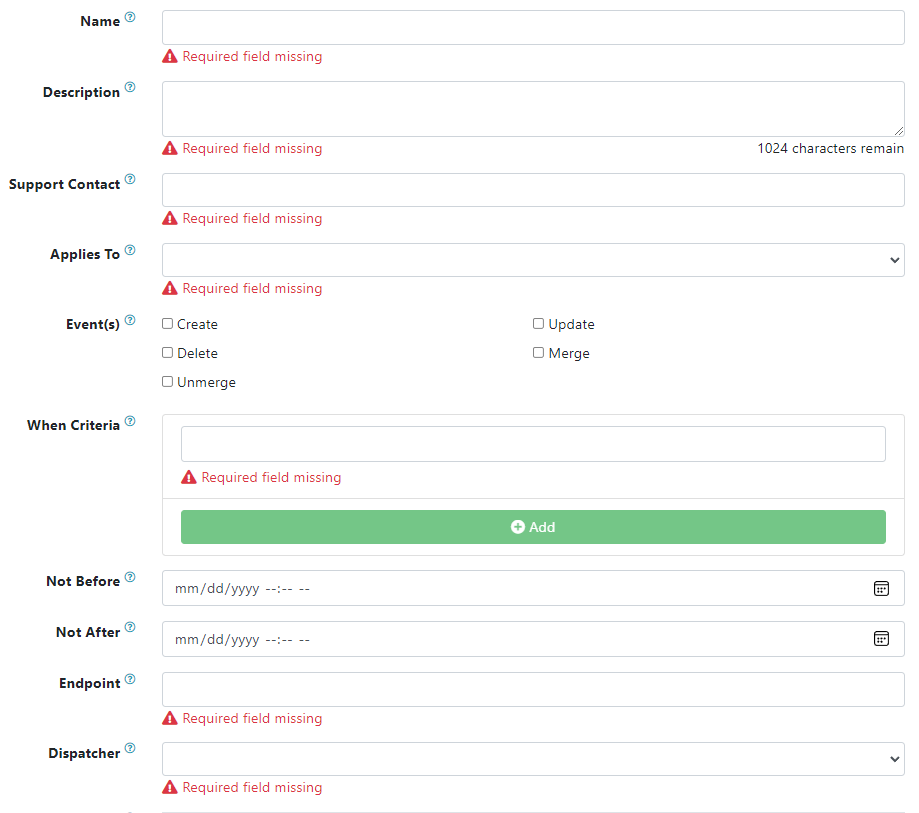 Name
Required field missing
Description
Required field missing
1024 characters remain
Support Contact
Required field missing
Applies To
Required field missing
Event(s)
Create
Update
Delete
Merge
Unmerge
When Criteria
Required field missing
Add
Not Before
mm/dd/yyyy --:-- --
Not After
mm/dd/yyyy --:-- --
Endpoint
Required field missing
Dispatcher
Required field missing